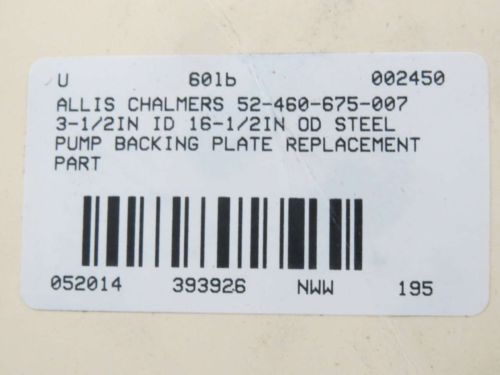 U 60lb 002450
ALLIS CHALMERS 52-460-675-007
3-1/2IN ID 16-1/2IN OD STEEL
PUMP BACKING PLATE REPLACEMENT
PART
052014 393926 NWW 195